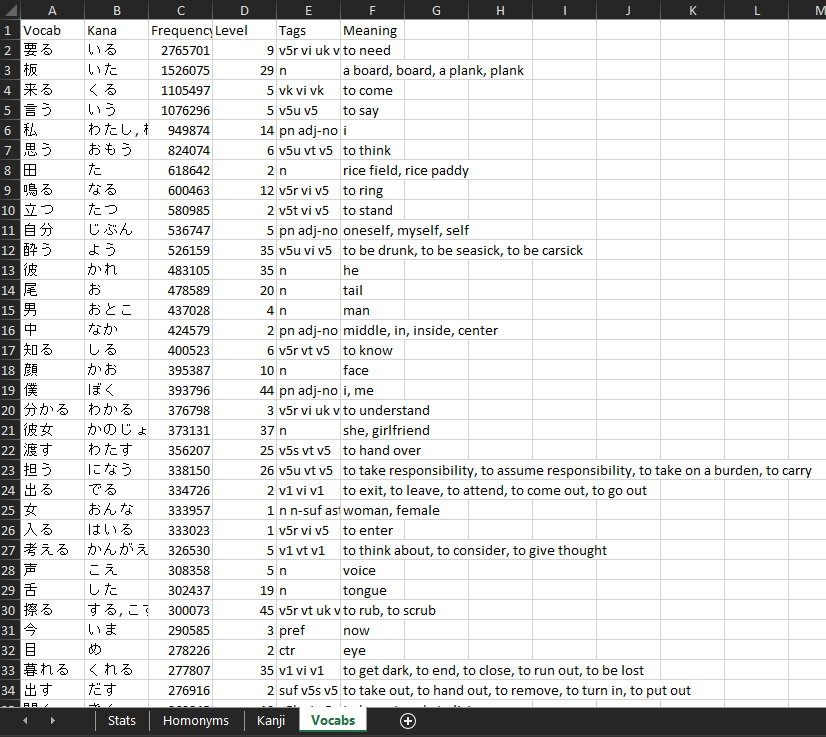 A B C D E F G H I J K L M
1 Vocab Kana Frequency Level Tags Meaning
2 要る いる 2765701 9 v5r vi uk v to need
3 板 いた 1526075 29 n a board, board, a plank, plank
4 来る くる 1105497 5 vk vi vk to come
5 言う いう 1076296 5 v5u v5 to say
6 私 わたし, 949874 14 pn adj-no i
7 思う おもう 824074 6 v5u vt v5 to think
8 田 た 618642 2 n rice field, rice paddy
9 鳴る なる 600463 12 v5r vi v5 to ring
10 立つ たつ 580985 2 v5t vi v5 to stand
11 自分 じぶん 536747 5 pn adj-no oneself, myself, self
12 酔う よう 526159 35 v5u vi v5 to be drunk, to be seasick, to be carsick
13 彼 かれ 483105 35 n he
14 尾 お 478589 20 n tail
15 男 おとこ 437028 4 n man
16 中 なか 424579 2 pn adj-no middle, in, inside, center
17 知る しる 400523 6 v5r vt v5 to know
18 顔 かお 395387 10 n face
19 僕 ぼく 393796 44 pn adj-no i, me
20 分かる わかる 376798 3 v5r vi uk v to understand
21 彼女 かのじょ 373131 37 n she, girlfriend
22 渡す わたす 356207 25 v5s vt v5 to hand over
23 担う になう 338150 26 v5u vt v5 to take responsibility, to assume responsibility, to take on a burden, to carry
24 出る でる 334726 2 v1 vi v1 to exit, to leave, to attend, to come out, to go out
25 女 おんな 333957 1 n n-suf ast woman, female
26 入る はいる 333023 1 v5r vi v5 to enter
27 考える かんがえ 326530 5 v1 vt v1 to think about, to consider, to give thought
28 声 こえ 308358 5 n voice
29 舌 した 302437 19 n tongue
30 擦る する, こす 300073 45 v5r vt uk v to rub, to scrub
31 今 いま 290585 3 pref now
32 目 め 278226 2 ctr eye
33 暮れる くれる 277807 35 v1 vi v1 to get dark, to end, to close, to run out, to be lost
34 出す だす 276916 2 suf v5s v5 to take out, to hand out, to remove, to turn in, to put out
Stats Homonyms Kanji Vocabs